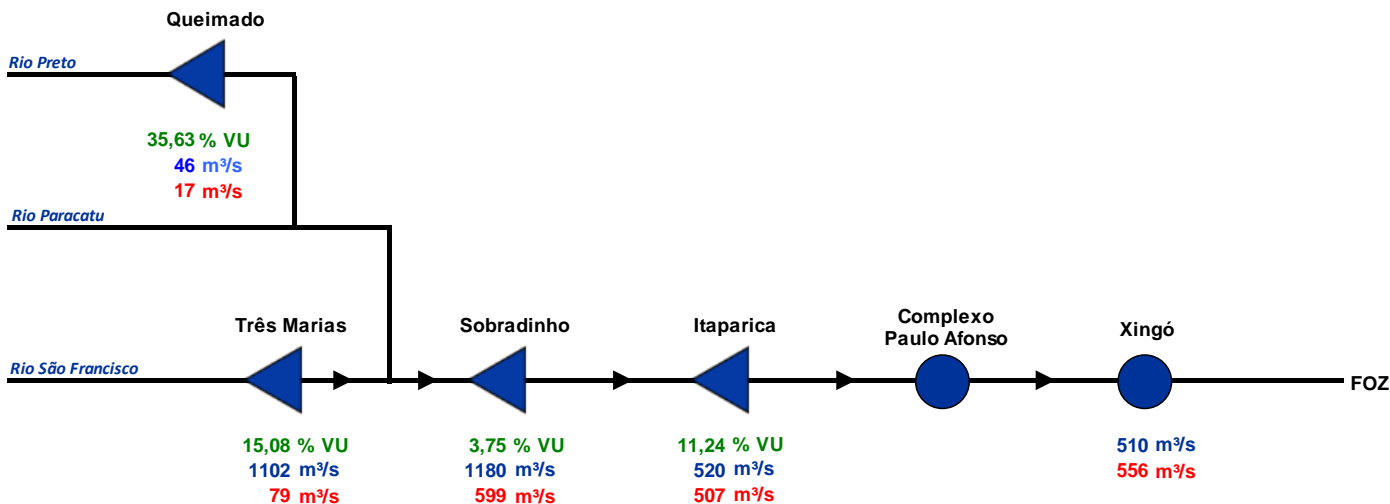 Queimado
Rio Preto
35,63 % VU
46 m³/s
17 m³/s
Rio Paracatu
Três Marias
Sobradinho
Itaparica
Complexo
Paulo Afonso
Xingó
Rio São Francisco
FOZ
15,08 % VU
1102 m³/s
79 m³/s
3,75 % VU
1180 m³/s
599 m³/s
11,24 % VU
520 m³/s
507 m³/s
510 m³/s
556 m³/s